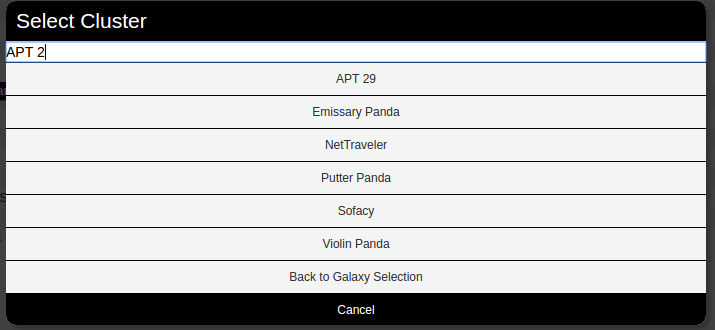 Select Cluster
APT 2
APT 29
Emissary Panda
NetTraveler
Putter Panda
Sofacy
Violin Panda
Back to Galaxy Selection
Cancel